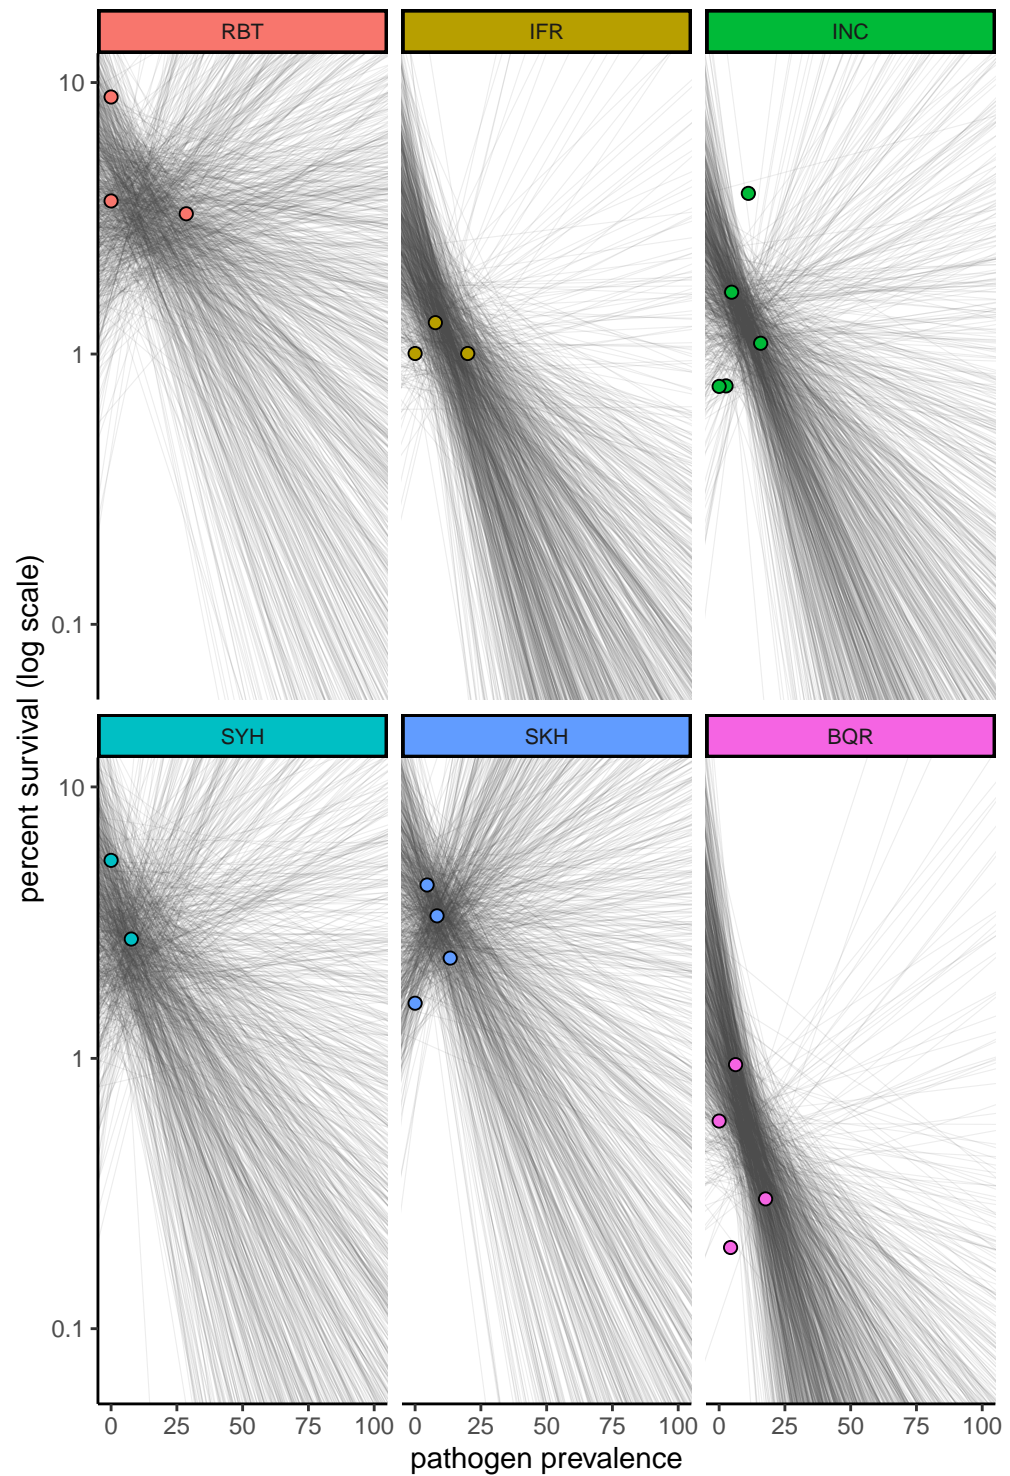 RBT IFR INC
10
1
0.1
percent survival (log scale)
SYH SKH BQR
10
1
0.1
0 25 50 75 100 0 25 50 75 100 0 25 50 75 100
pathogen prevalence